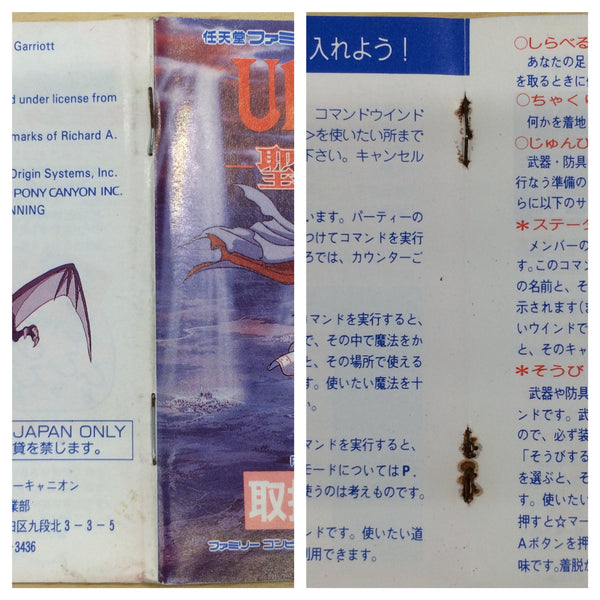 Garriott
d under license from
marks of Richard A.
Origin Systems, Inc.
PONY CANYON INC.
NNING
JAPAN ONLY
貸を禁じます。
ーキャニオン
業部
田区九段北3-3-5
3436
任天堂ファミ
U
聖
取扱
ファミリーコンピ
入れよう!
コマンドウインド
>を使いたい所まで
下さい。キャンセル
います。パーティーの
つけてコマンドを実行
ろでは、カウンターご
コマンドを実行すると、
で、その中で魔法をか
と、その場所で使える
す。使いたい魔法を十
い。
マンドを実行すると、
モードについてはP.
使うのは考えものです。
ンドです。使いたい道
利用できます。
○しらべる
あなたの足
を取るときに使
○ちゃくり
何かを着地
○じゅんび
武器・防具
行なう準備の
らに以下のサ
*ステータ
メンバーの
す。このコマン
の名前と、そ
示されます(ま
いウインドで
と、そのキャ
*そうび
武器や防具
ンドです。武
ので、必ず装
「そうびする
を選ぶと、そ
す。使いたい
押すと☆マー
Aボタンを押
味です。着脱が